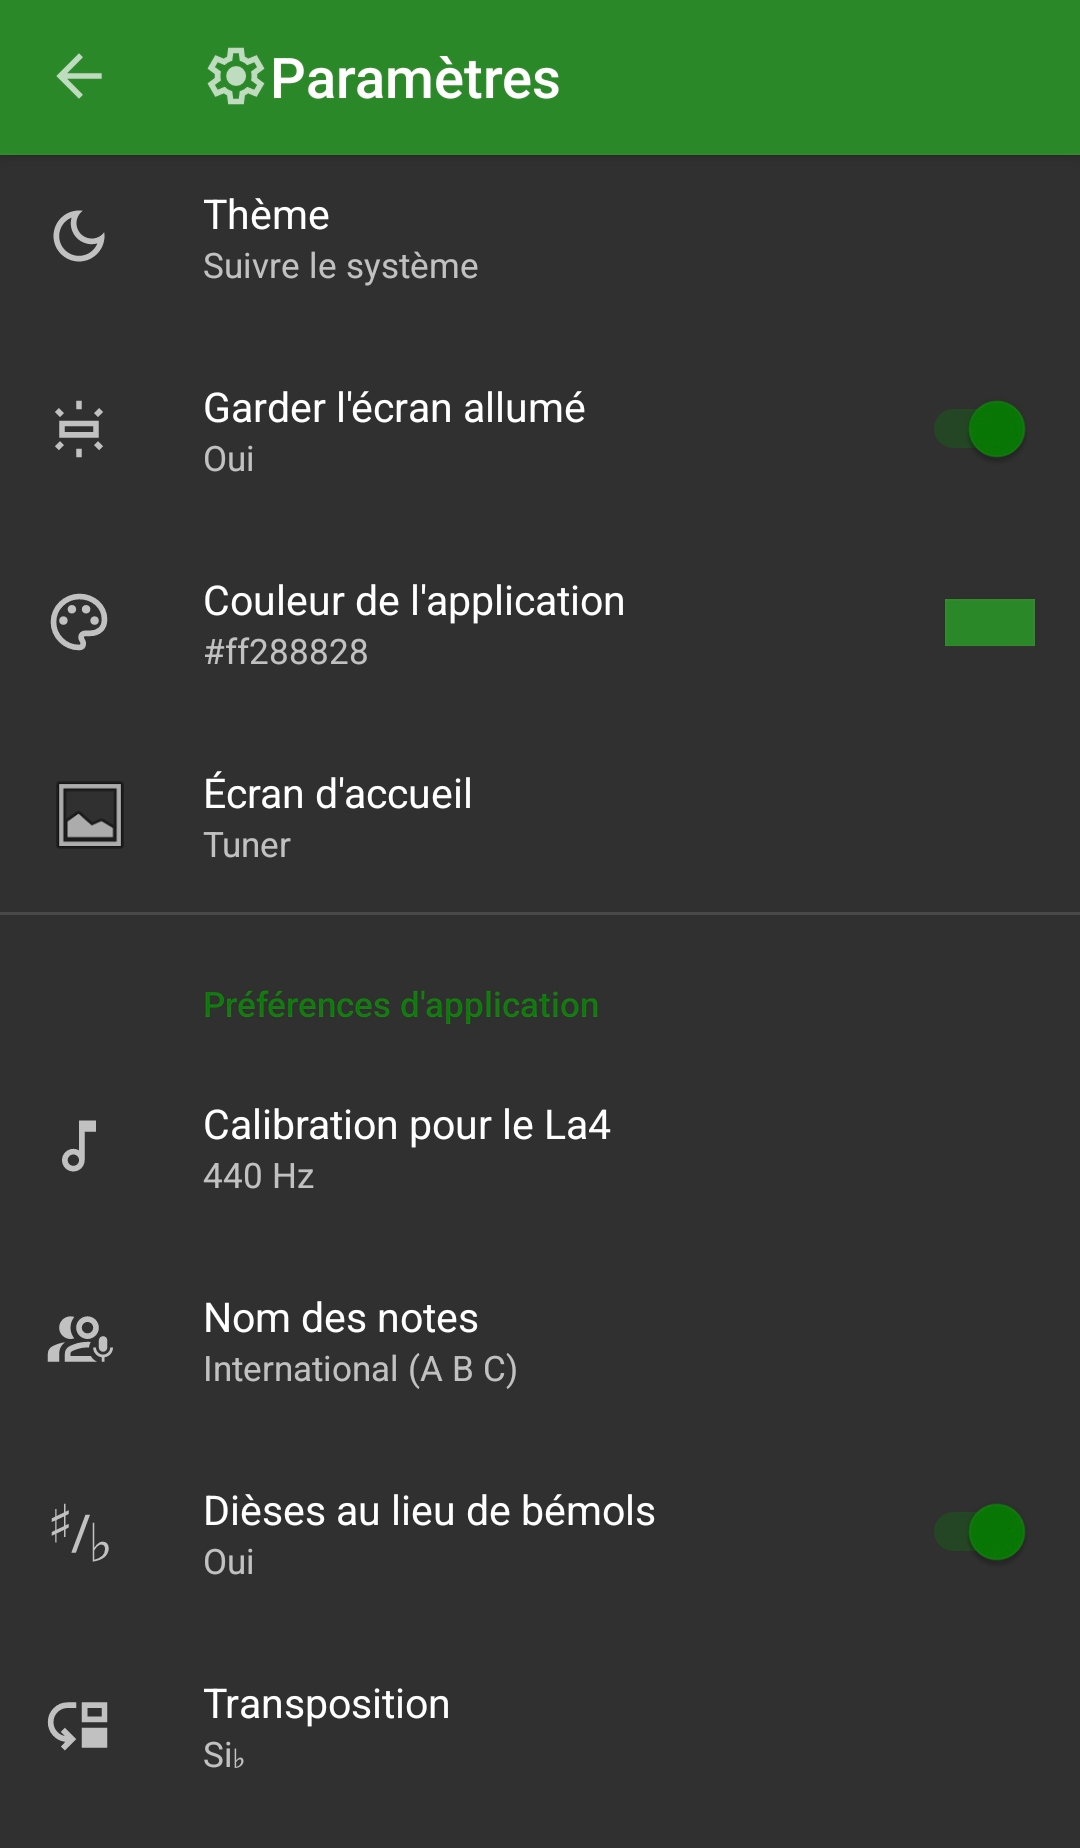 Paramètres
Thème
Suivre le système
Garder l'écran allumé
Oui
Couleur de l'application
#ff288828
Écran d'accueil
Tuner
Préférences d'application
Calibration pour le La4
440 Hz
Nom des notes
International (A B C)
♯/♭
Dièses au lieu de bémols
Oui
Transposition
Si♭